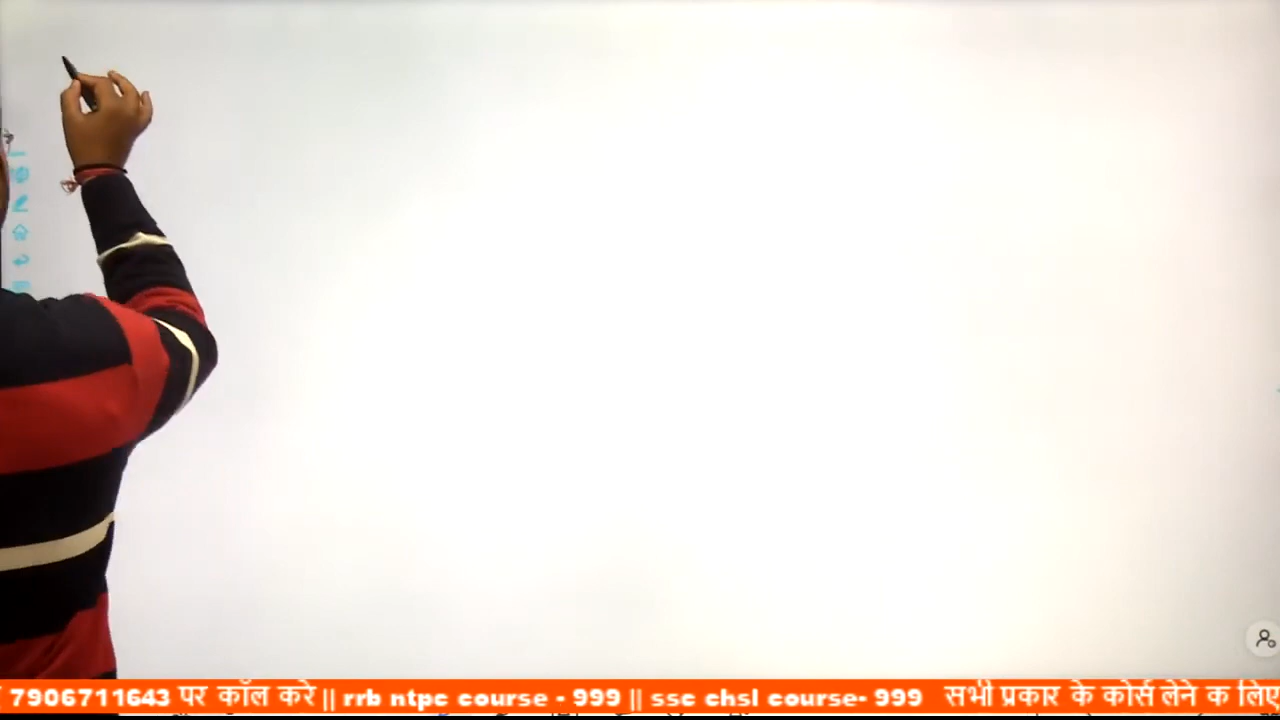 7906711643 पर कॉल करे || rrb ntpc course - 999 || ssc chsl course- 999 सभी प्रकार के कोर्स लेने क लिए